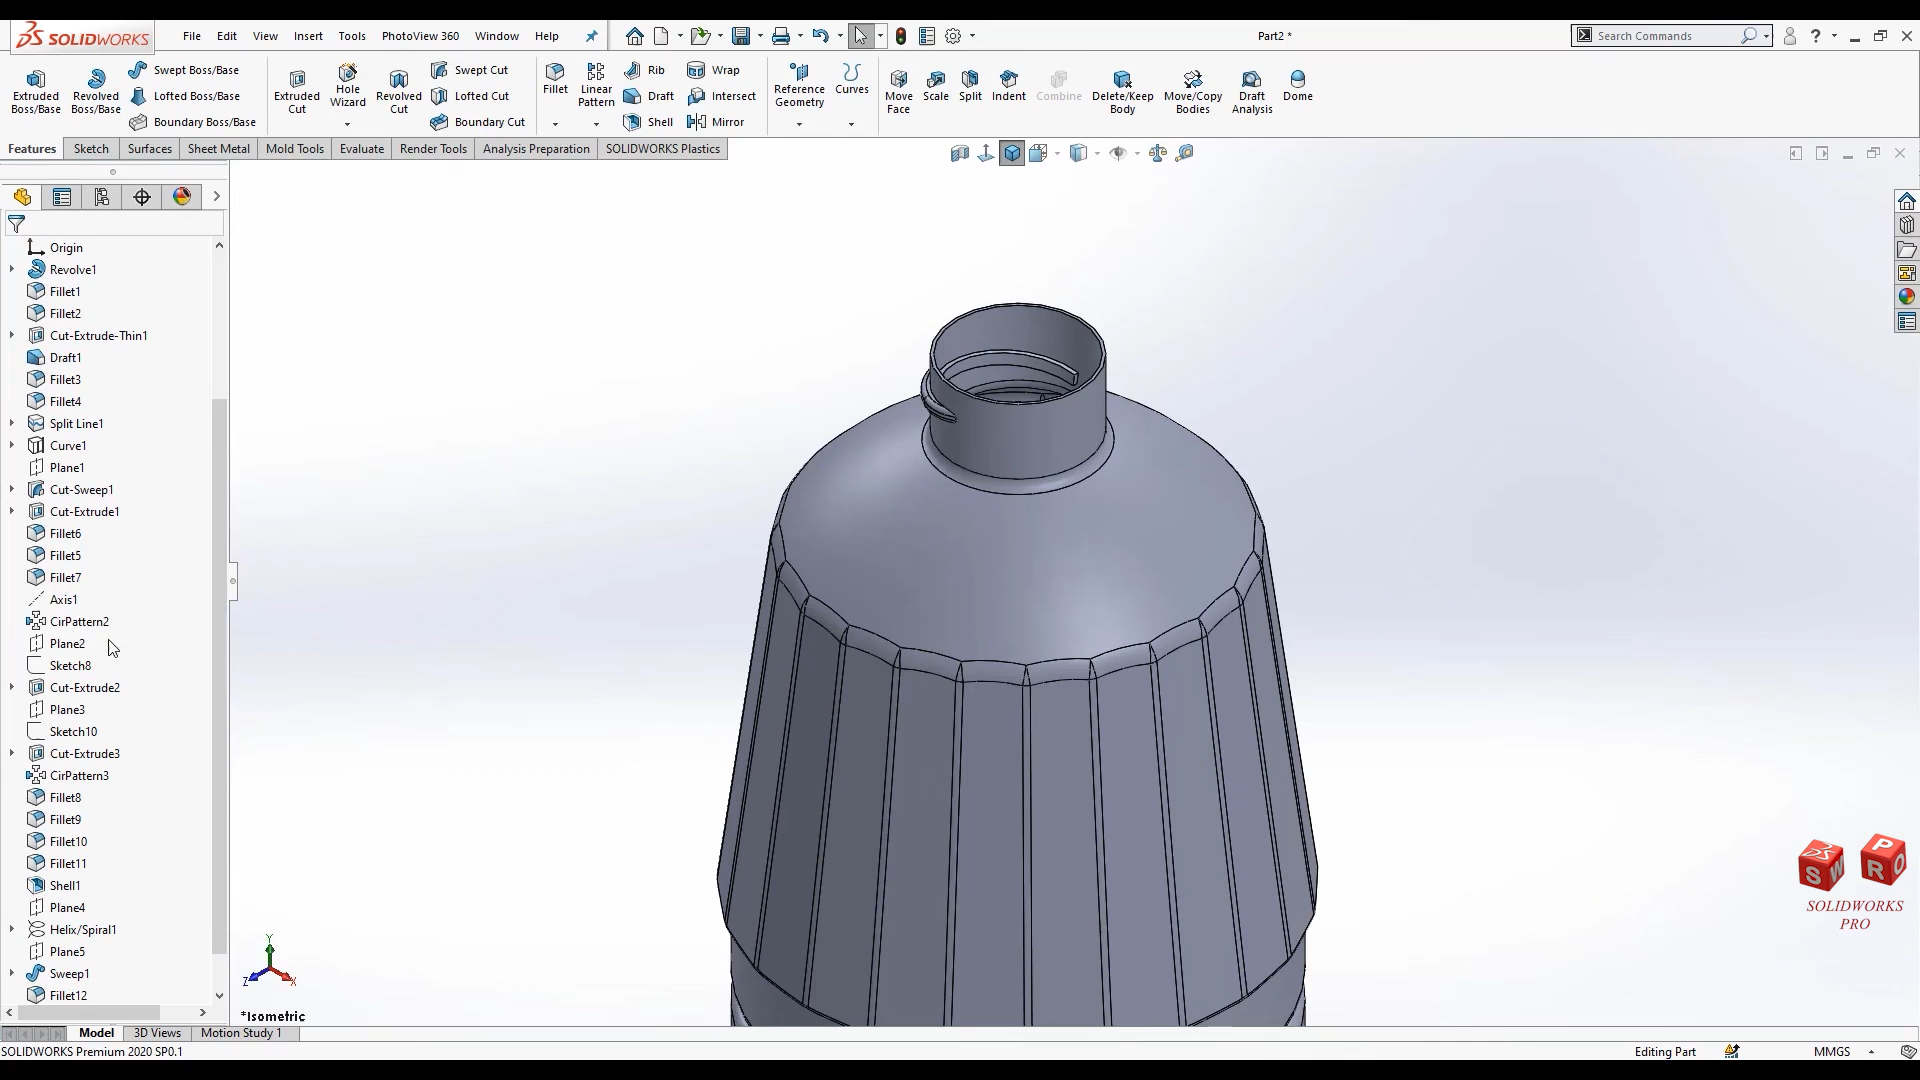 SOLIDWORKS
File Edit View Insert Tools PhotoView 360 Window Help
Part2 *
Search Commands
Extruded Boss/Base
Revolved Boss/Base
Swept Boss/Base
Lofted Boss/Base
Boundary Boss/Base
Extruded Cut
Hole Wizard
Revolved Cut
Swept Cut
Lofted Cut
Boundary Cut
Fillet
Linear Pattern
Rib
Draft
Shell
Wrap
Intersect
Mirror
Reference Geometry
Curves
Move Face
Scale
Split
Indent
Combine
Delete/Keep Body
Move/Copy Bodies
Draft Analysis
Dome
Features Sketch Surfaces Sheet Metal Mold Tools Evaluate Render Tools Analysis Preparation SOLIDWORKS Plastics
Origin
Revolve1
Fillet1
Fillet2
Cut-Extrude-Thin1
Draft1
Fillet3
Fillet4
Split Line1
Curve1
Plane1
Cut-Sweep1
Cut-Extrude1
Fillet6
Fillet5
Fillet7
Axis1
CirPattern2
Plane2
Sketch8
Cut-Extrude2
Plane3
Sketch10
Cut-Extrude3
CirPattern3
Fillet8
Fillet9
Fillet10
Fillet11
Shell1
Plane4
Helix/Spiral1
Plane5
Sweep1
Fillet12
Y
Z
X
*Isometric
S W P R O
SOLIDWORKS
PRO
Model 3D Views Motion Study 1
SOLIDWORKS Premium 2020 SP0.1
Editing Part
MMGS